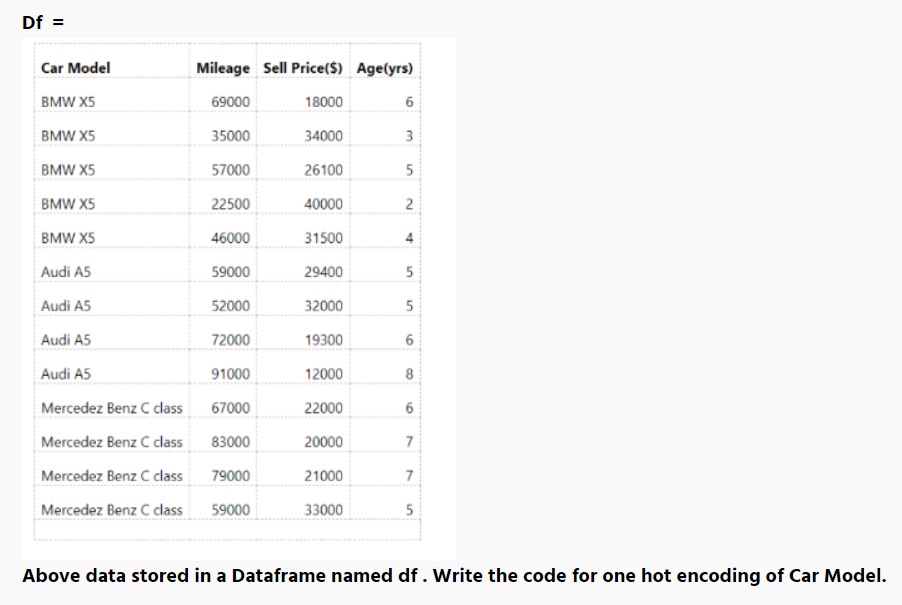 Df =
Car Model Mileage Sell Price($) Age(yrs)
BMW X5 69000 18000 6
BMW X5 35000 34000 3
BMW X5 57000 26100 5
BMW X5 22500 40000 2
BMW X5 46000 31500 4
Audi A5 59000 29400 5
Audi A5 52000 32000 5
Audi A5 72000 19300 6
Audi A5 91000 12000 8
Mercedez Benz C class 67000 22000 6
Mercedez Benz C class 83000 20000 7
Mercedez Benz C class 79000 21000 7
Mercedez Benz C class 59000 33000 5
Above data stored in a Dataframe named df . Write the code for one hot encoding of Car Model.